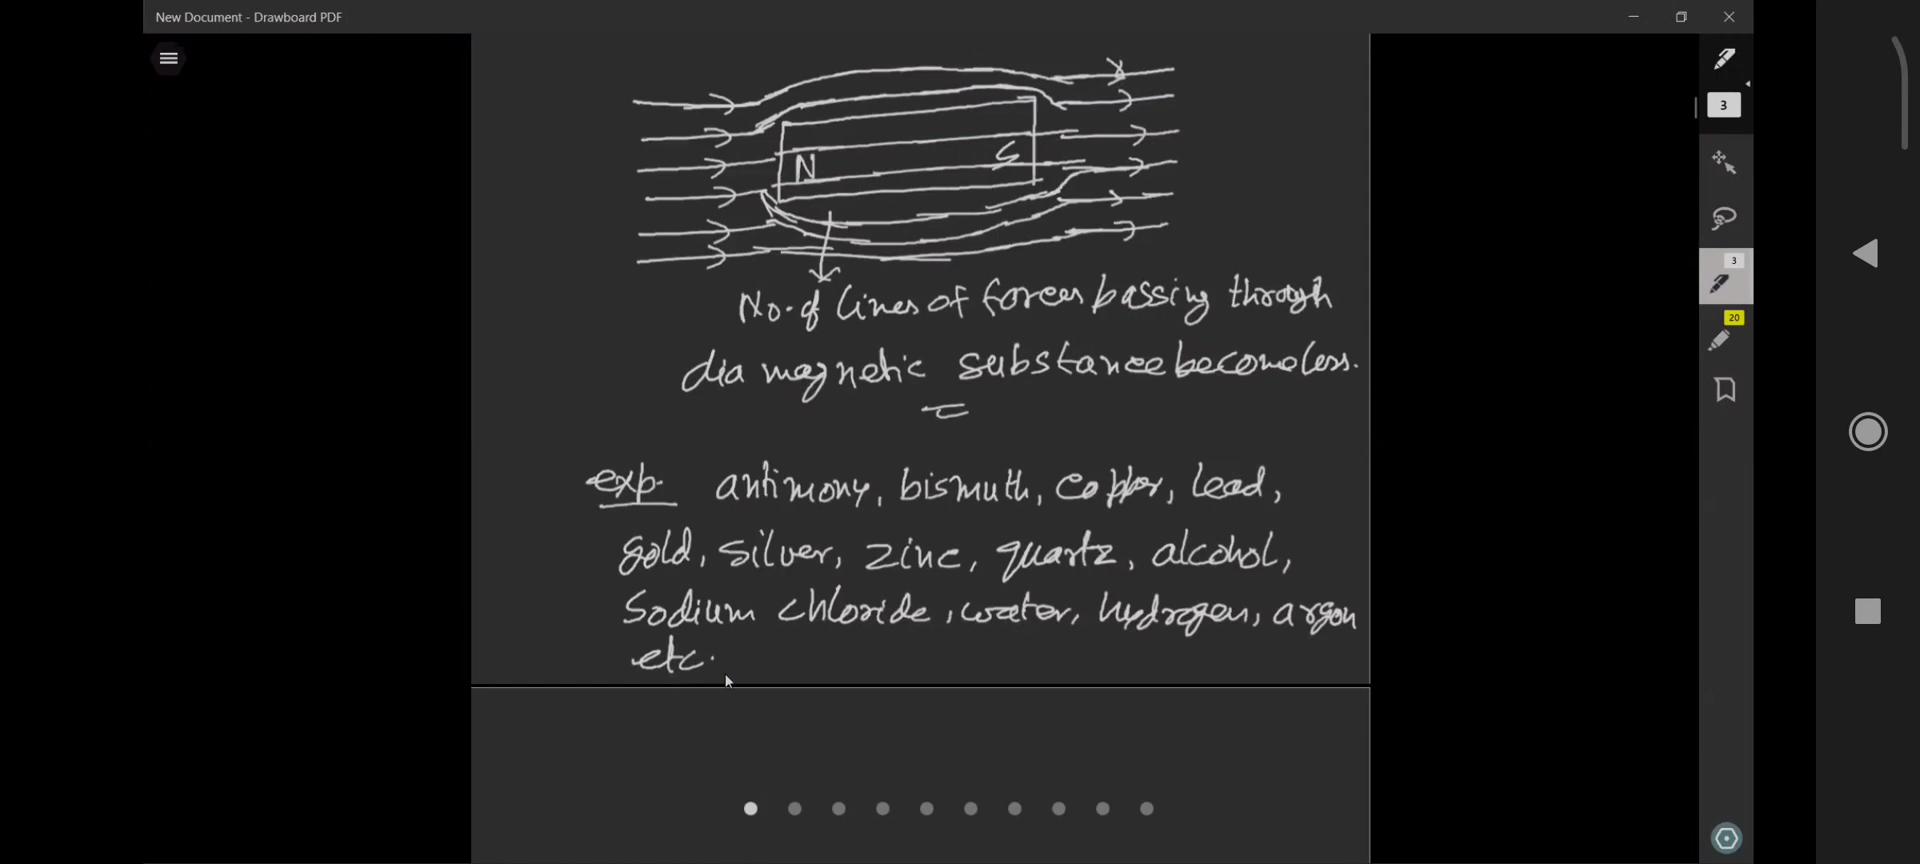 New Document - Drawboard PDF
3
N S
3
No. of lines of forces passing through
20
dia magnetic substance become less.
exp. antimony, bismuth, copper, lead,
gold, silver, zinc, quartz, alcohol,
Sodium chloride, water, hydrogen, argon
etc.